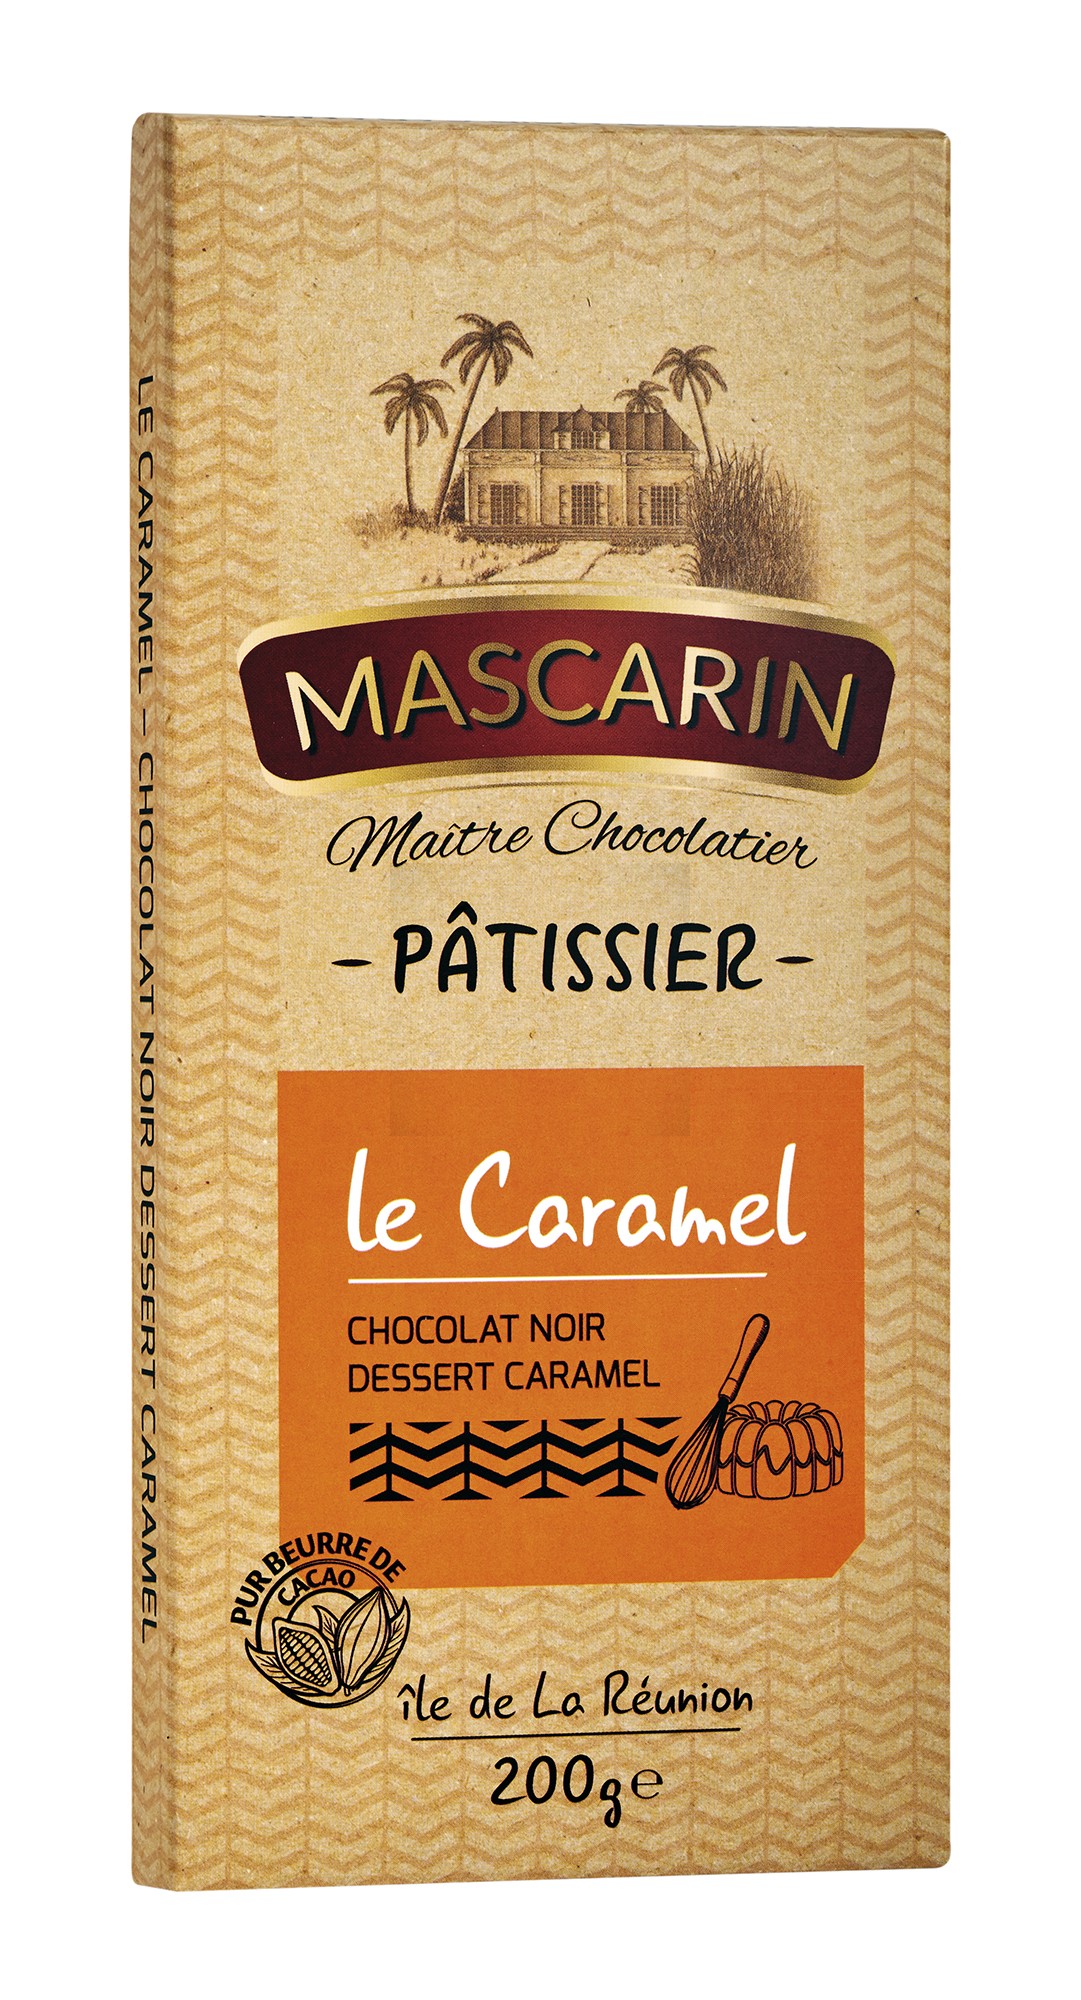 MASCARIN
Maître Chocolatier
- PÂTISSIER -
le Caramel
CHOCOLAT NOIR
DESSERT CARAMEL
PUR BEURRE DE
CACAO
île de La Réunion
200g e
LE CARAMEL – CHOCOLAT NOIR DESSERT CARAMEL